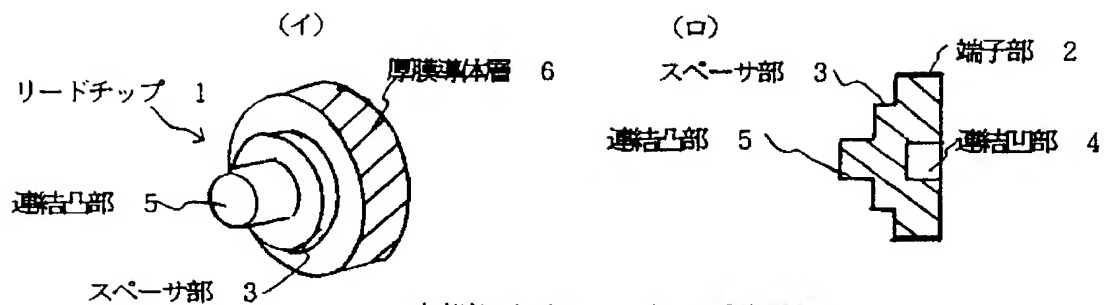 (イ)
厚膜導体層 6
リードチップ 1
連結凸部 5
スペーサ部 3
(ロ)
端子部 2
スペーサ部 3
連結凸部 5
連結凹部 4